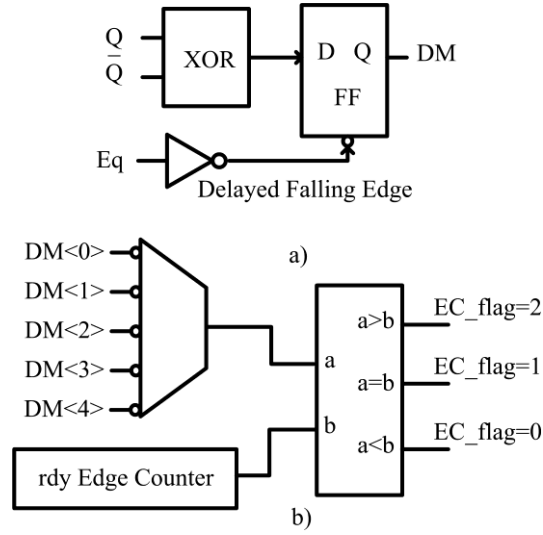 Q
Q̅
XOR
D Q
FF
DM
Eq
Delayed Falling Edge
a)
DM<0>
DM<1>
DM<2>
DM<3>
DM<4>
a
b
a>b
a=b
a<b
EC_flag=2
EC_flag=1
EC_flag=0
rdy Edge Counter
b)